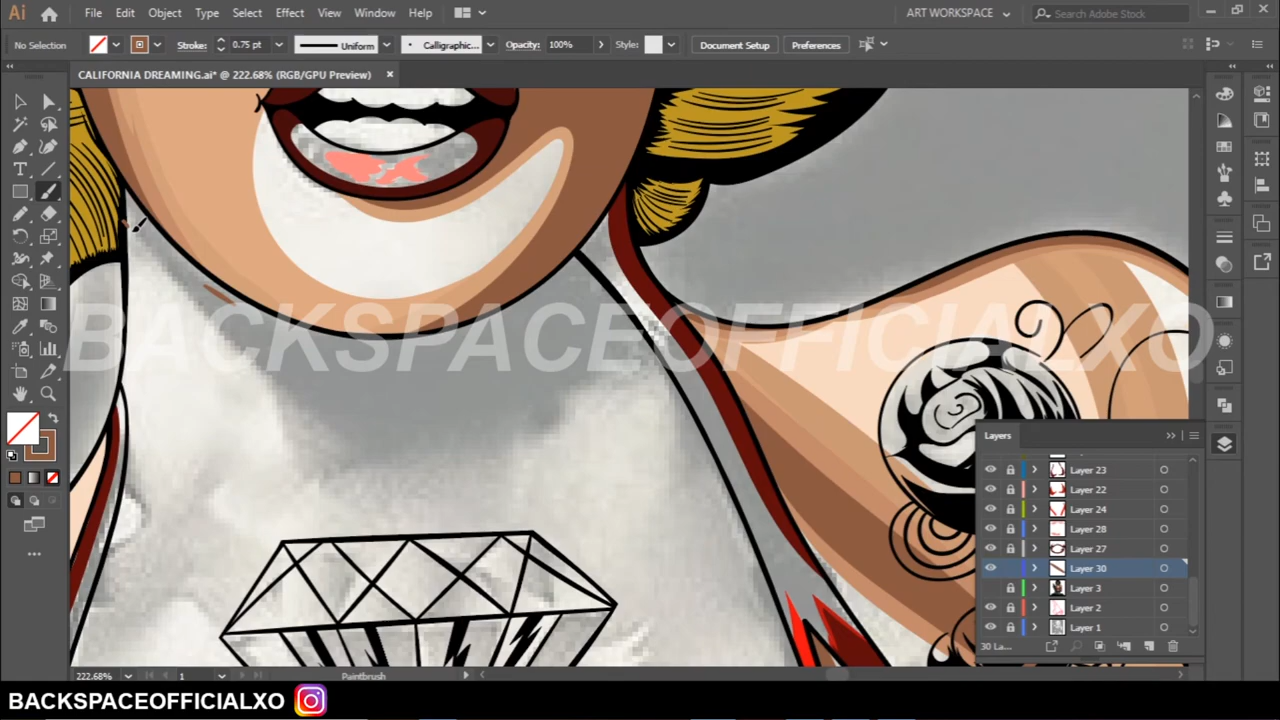 Ai File Edit Object Type Select Effect View Window Help ART WORKSPACE Search Adobe Stock
No Selection Stroke: 0.75 pt Uniform Calligraphic... Opacity: 100% Style: Document Setup Preferences
CALIFORNIA DREAMING.ai* @ 222.68% (RGB/GPU Preview) ×
BACKSPACEOFFICIALXO
Layers
Layer 23
Layer 22
Layer 24
Layer 28
Layer 27
Layer 30
Layer 3
Layer 2
Layer 1
30 La...
222.68% 1 Paintbrush
BACKSPACEOFFICIALXO